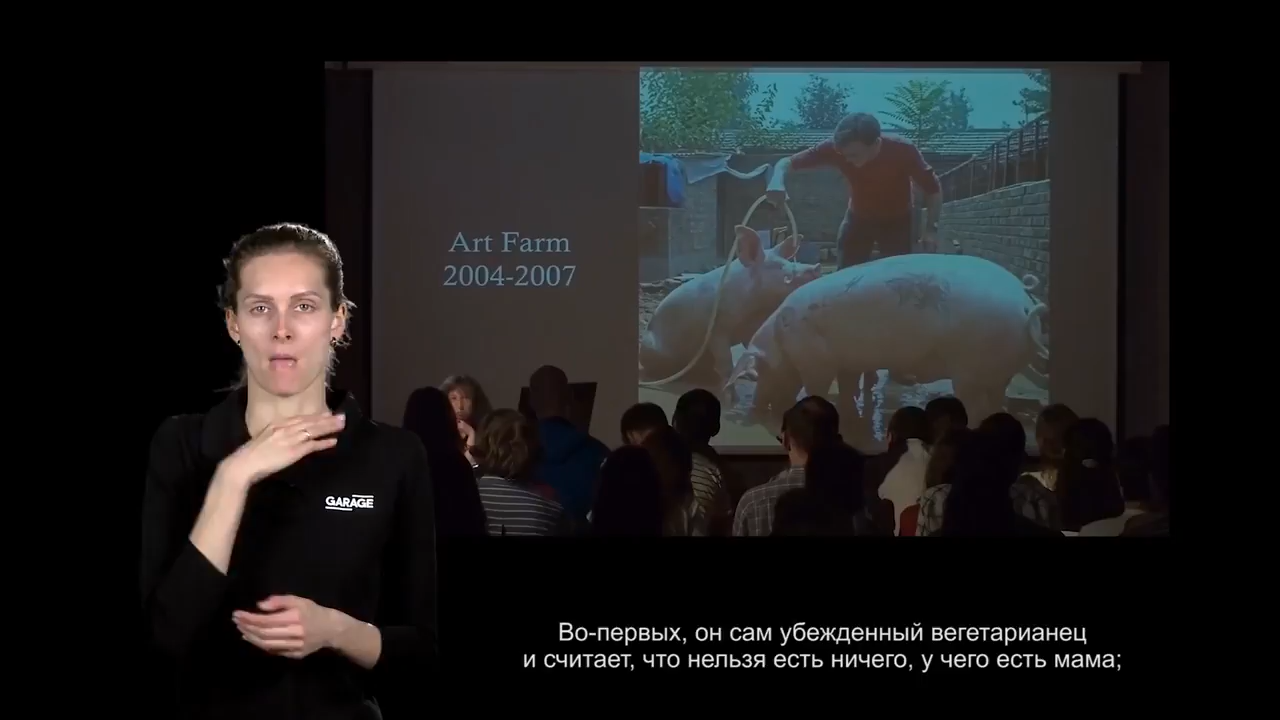 Art Farm
2004-2007
GARAGE
Во-первых, он сам убежденный вегетарианец
и считает, что нельзя есть ничего, у чего есть мама;